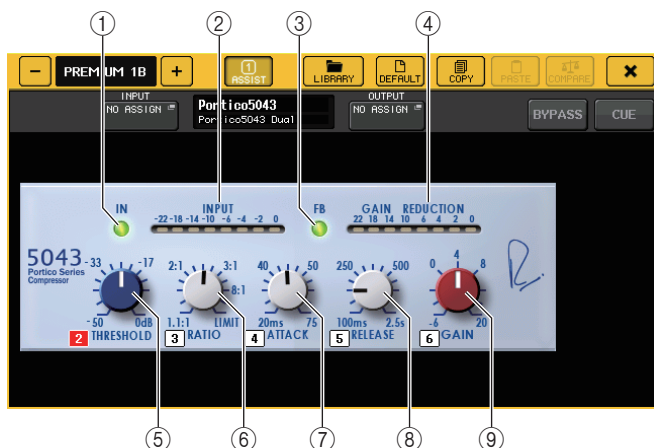 ① ② ③ ④
− PREMIUM 1B + 1 ASSIST LIBRARY DEFAULT COPY PASTE COMPARE ×
INPUT
NO ASSIGN
Portico5043
Portico5043 Dual
OUTPUT
NO ASSIGN
BYPASS CUE
IN INPUT FB GAIN REDUCTION
-22 -18 -14 -10 -6 -4 -2 0
22 18 14 10 6 4 2 0
5043
Portico Series
Compressor
-33 -17 2:1 3:1 40 50 250 500 0 4 8
8:1
-50 0dB 1.1:1 LIMIT 20ms 75 100ms 2.5s -6 20
2 THRESHOLD 3 RATIO 4 ATTACK 5 RELEASE 6 GAIN
⑤ ⑥ ⑦ ⑧ ⑨